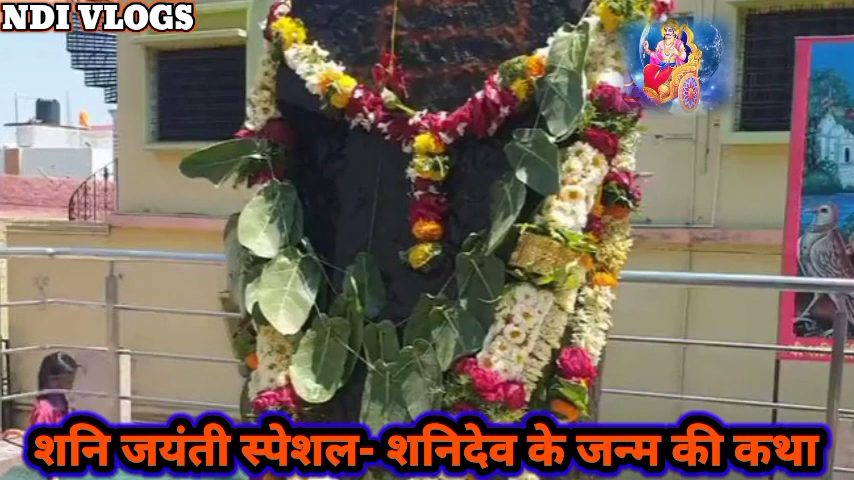 NDI VLOGS
शनि जयंती स्पेशल- शनिदेव के जन्म की कथा